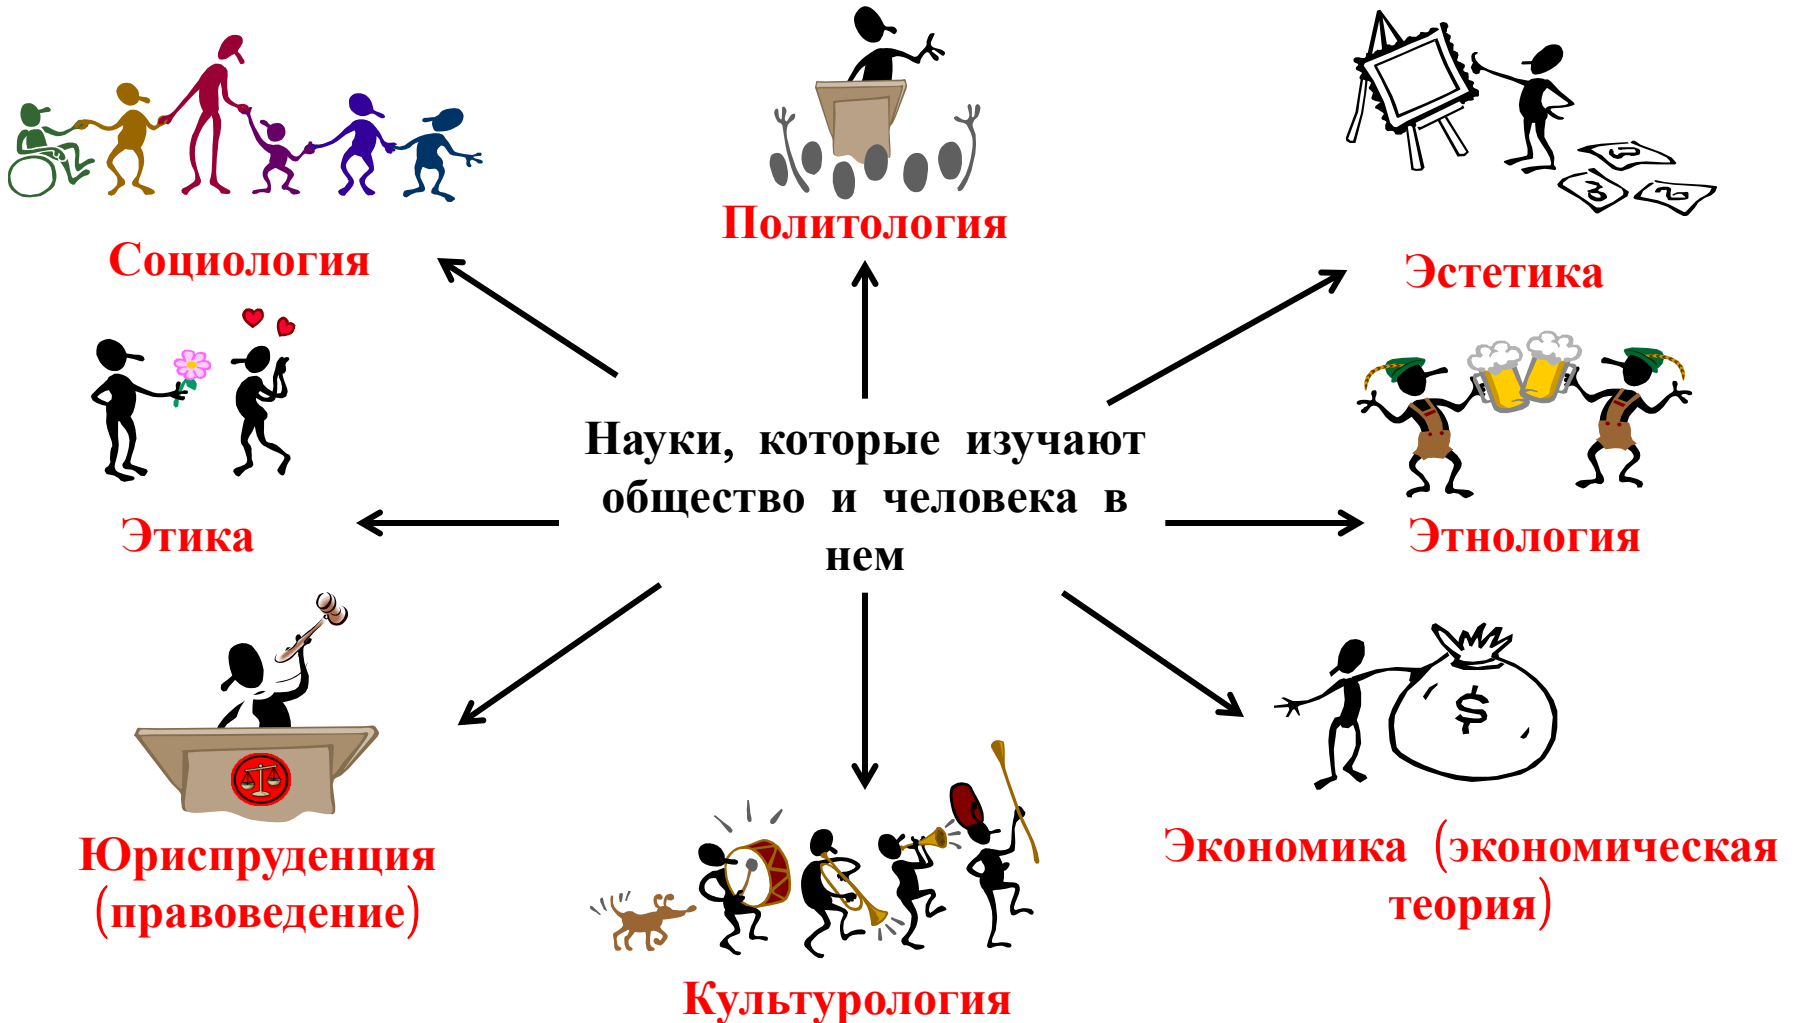 Политология
Социология
Эстетика
Науки, которые изучают
общество и человека в
нем
Этика
Этнология
$
Юриспруденция
(правоведение)
Экономика (экономическая
теория)
Культурология